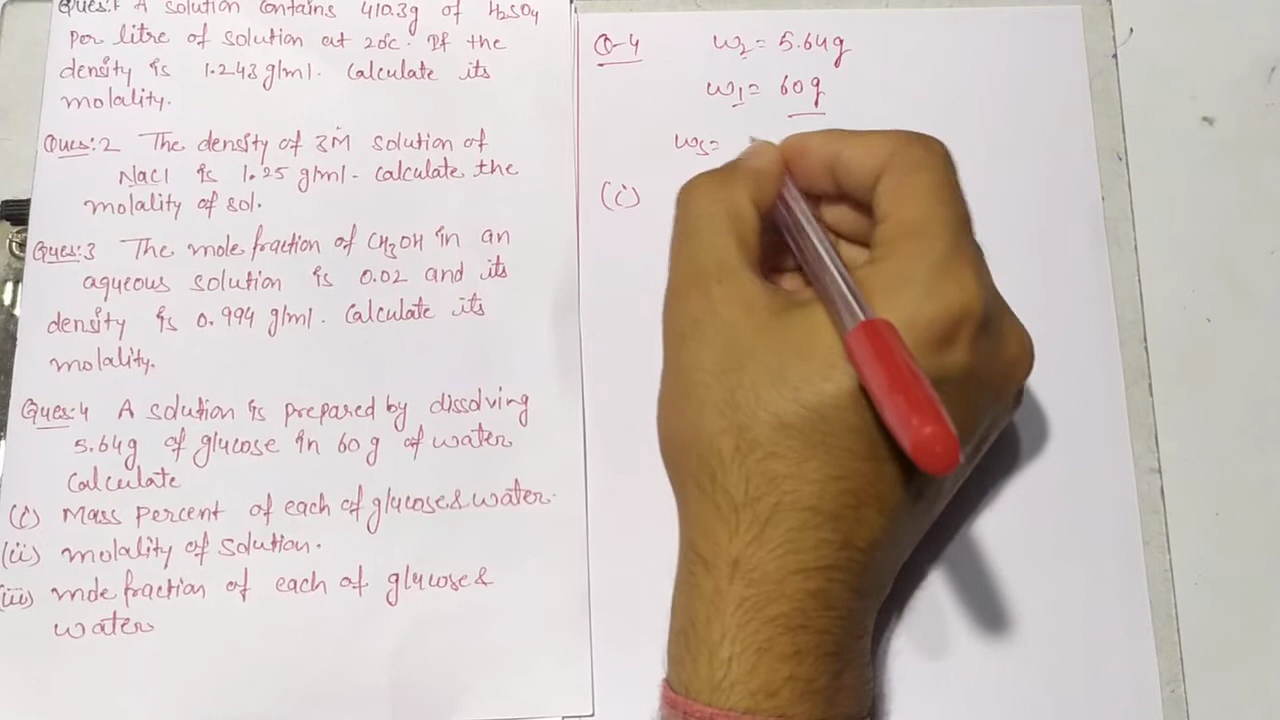 Ques:1 A solution contains 410.3g of H2SO4
per litre of solution at 20c. If the
density is 1.243 g/ml. Calculate its
molality.
Ques:2 The density of 3M solution of
NaCl is 1.25 g/ml. calculate the
molality of sol.
Ques:3 The mole fraction of CH3OH in an
aqueous solution is 0.02 and its
density is 0.994 g/ml. Calculate its
molality.
Ques:4 A solution is prepared by dissolving
5.64g of glucose in 60 g of water
Calculate
(i) Mass percent of each of glucose & water.
(ii) molality of solution.
(iii) mole fraction of each of glucose &
water
Q-4 w2 = 5.64g
w1 = 60g
ws =
(i)